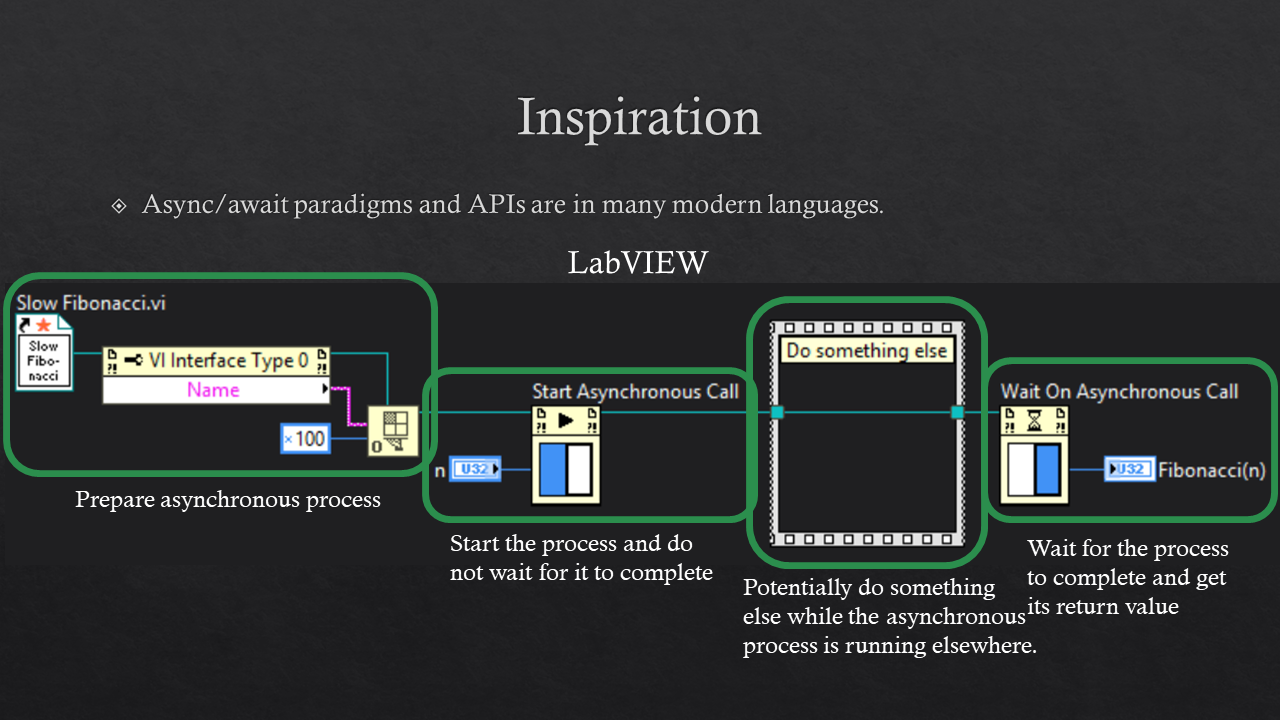 Inspiration
Async/await paradigms and APIs are in many modern languages.
LabVIEW
Slow Fibonacci.vi
Slow
Fibo-
nacci
VI Interface Type 0
Name
×100
0
Prepare asynchronous process
Start Asynchronous Call
n
U32
Start the process and do
not wait for it to complete
Do something else
Potentially do something
else while the asynchronous
process is running elsewhere.
Wait On Asynchronous Call
U32
Fibonacci(n)
Wait for the process
to complete and get
its return value